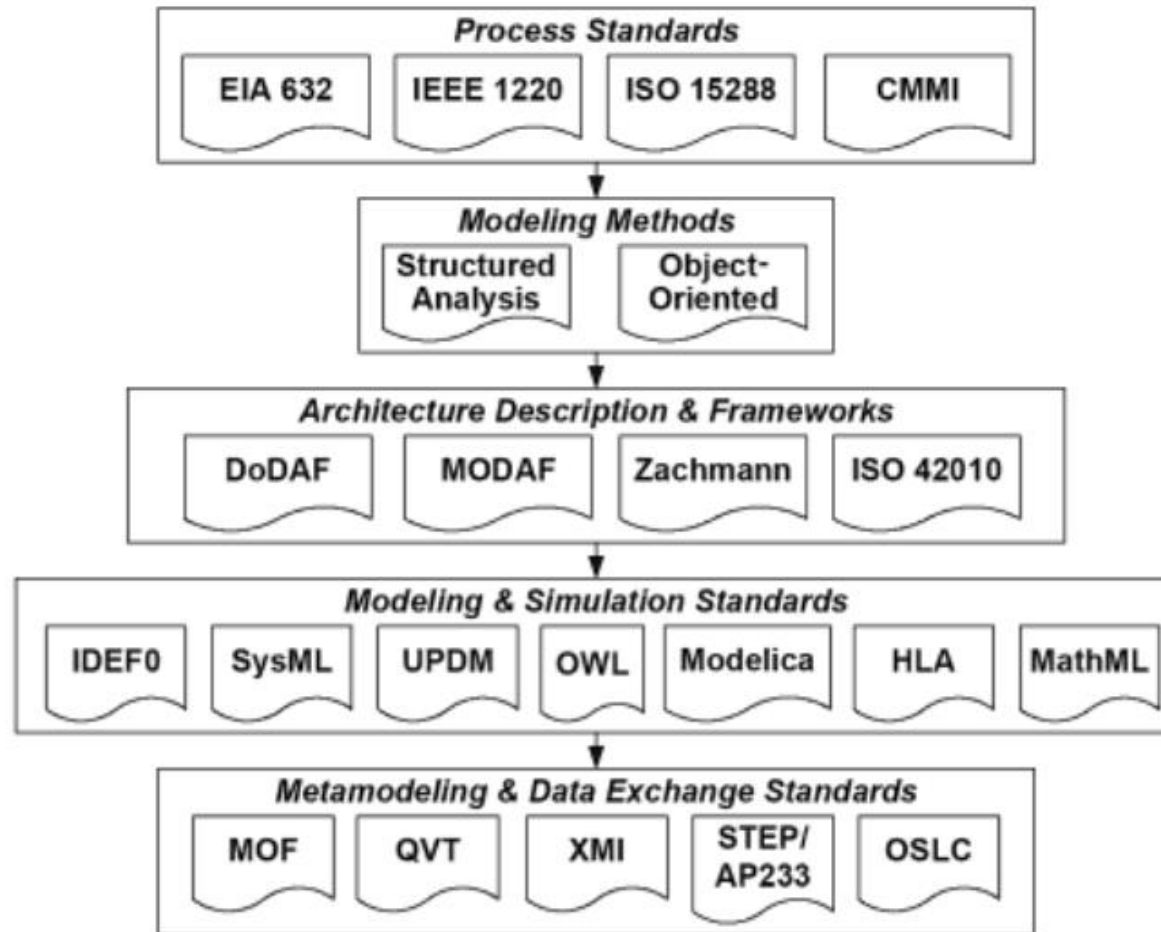 Process Standards
EIA 632 IEEE 1220 ISO 15288 CMMI
Modeling Methods
Structured Object-
Analysis Oriented
Architecture Description & Frameworks
DoDAF MODAF Zachmann ISO 42010
Modeling & Simulation Standards
IDEF0 SysML UPDM OWL Modelica HLA MathML
Metamodeling & Data Exchange Standards
MOF QVT XMI STEP/ OSLC
AP233